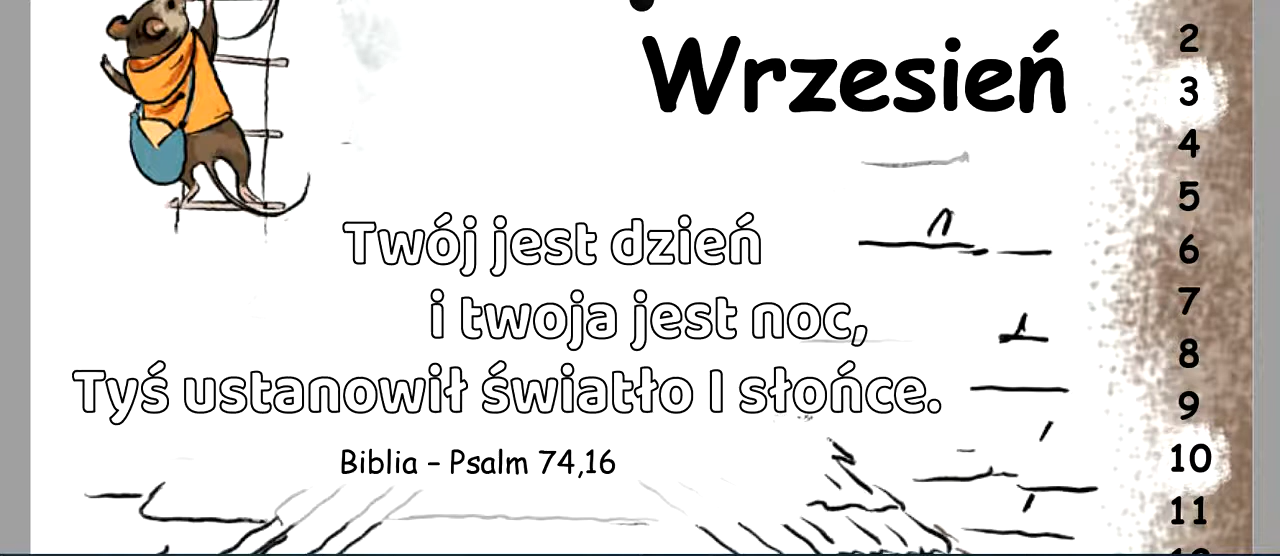 Wrzesień
Twój jest dzień
i twoja jest noc,
Tyś ustanowił światło I słońce.
Biblia – Psalm 74,16
2
3
4
5
6
7
8
9
10
11